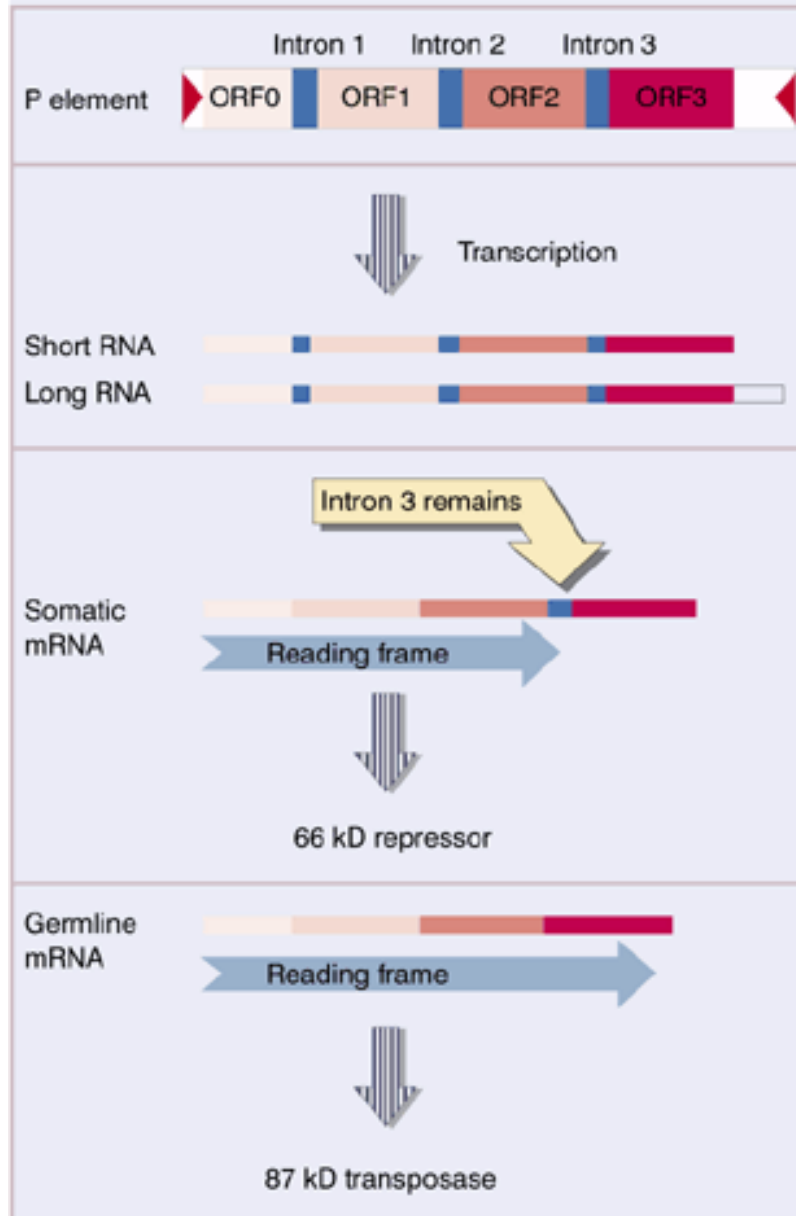 Intron 1 Intron 2 Intron 3
P element ORF0 ORF1 ORF2 ORF3
Transcription
Short RNA
Long RNA
Intron 3 remains
Somatic
mRNA
Reading frame
66 kD repressor
Germline
mRNA
Reading frame
87 kD transposase